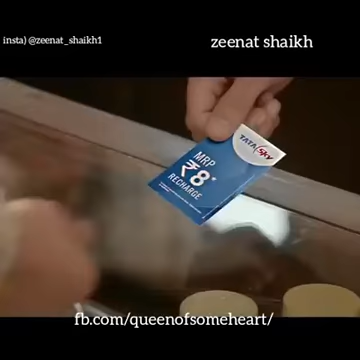 insta) @zeenat_shaikh1
zeenat shaikh
TATA Sky
MRP
₹8*
RECHARGE
fb.com/queenofsomeheart/